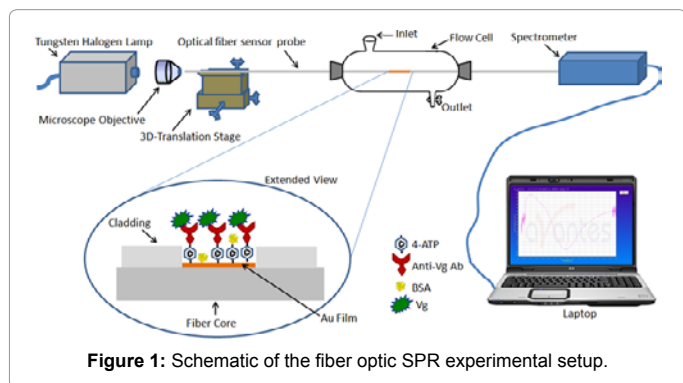 Tungsten Halogen Lamp
Optical fiber sensor probe
Inlet
Flow Cell
Spectrometer
Microscope Objective
3D-Translation Stage
Outlet
Extended View
Cladding
4-ATP
Anti-Vg Ab
BSA
Vg
Fiber Core
Au Film
avantes
Laptop
Figure 1: Schematic of the fiber optic SPR experimental setup.